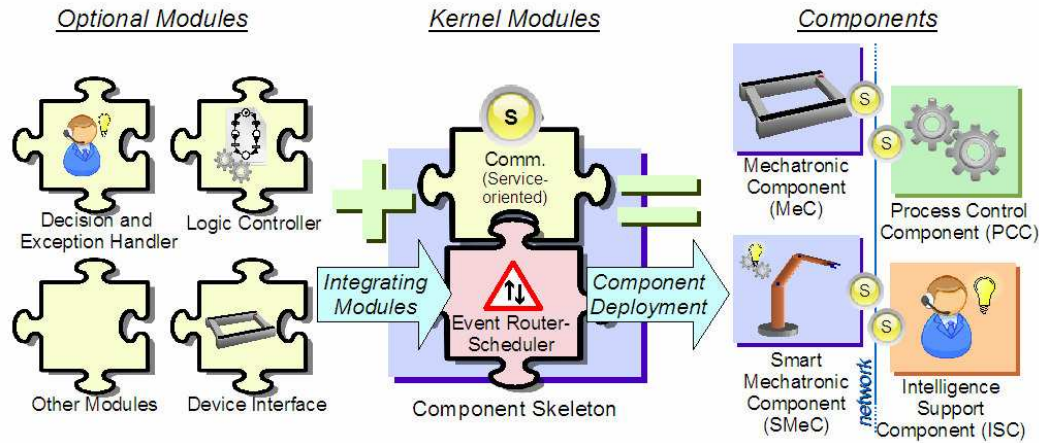 Optional Modules
Kernel Modules
Components
Decision and
Exception Handler
Logic Controller
Other Modules
Device Interface
Integrating
Modules
S
Comm.
(Service-
oriented)
Event Router-
Scheduler
Component Skeleton
Component
Deployment
S
S
Mechatronic
Component
(MeC)
Process Control
Component (PCC)
S
S
Smart
Mechatronic
Component
(SMeC)
network
Intelligence
Support
Component (ISC)